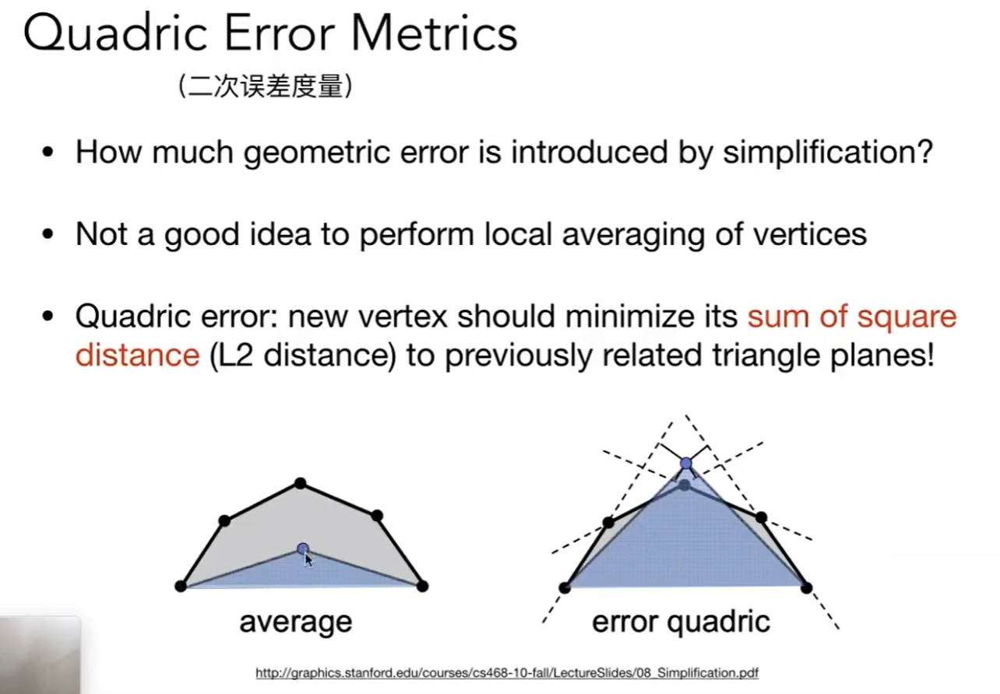 Quadric Error Metrics
（二次误差度量）
• How much geometric error is introduced by simplification?
• Not a good idea to perform local averaging of vertices
• Quadric error: new vertex should minimize its sum of square
distance (L2 distance) to previously related triangle planes!
average
error quadric
http://graphics.stanford.edu/courses/cs468-10-fall/LectureSlides/08_Simplification.pdf